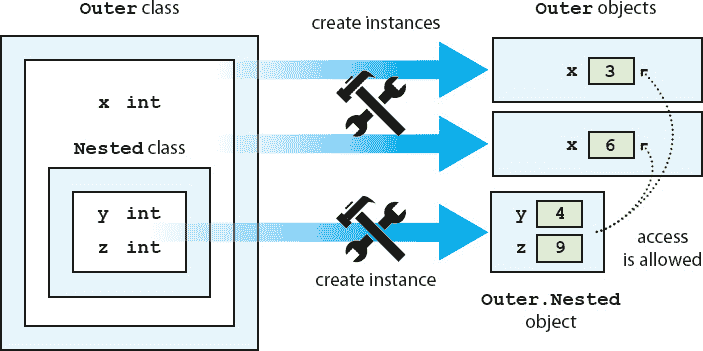 Outer class
create instances
Outer objects
x int
x 3
Nested class
x 6
y int
z int
y 4
z 9
access
is allowed
create instance
Outer.Nested
object